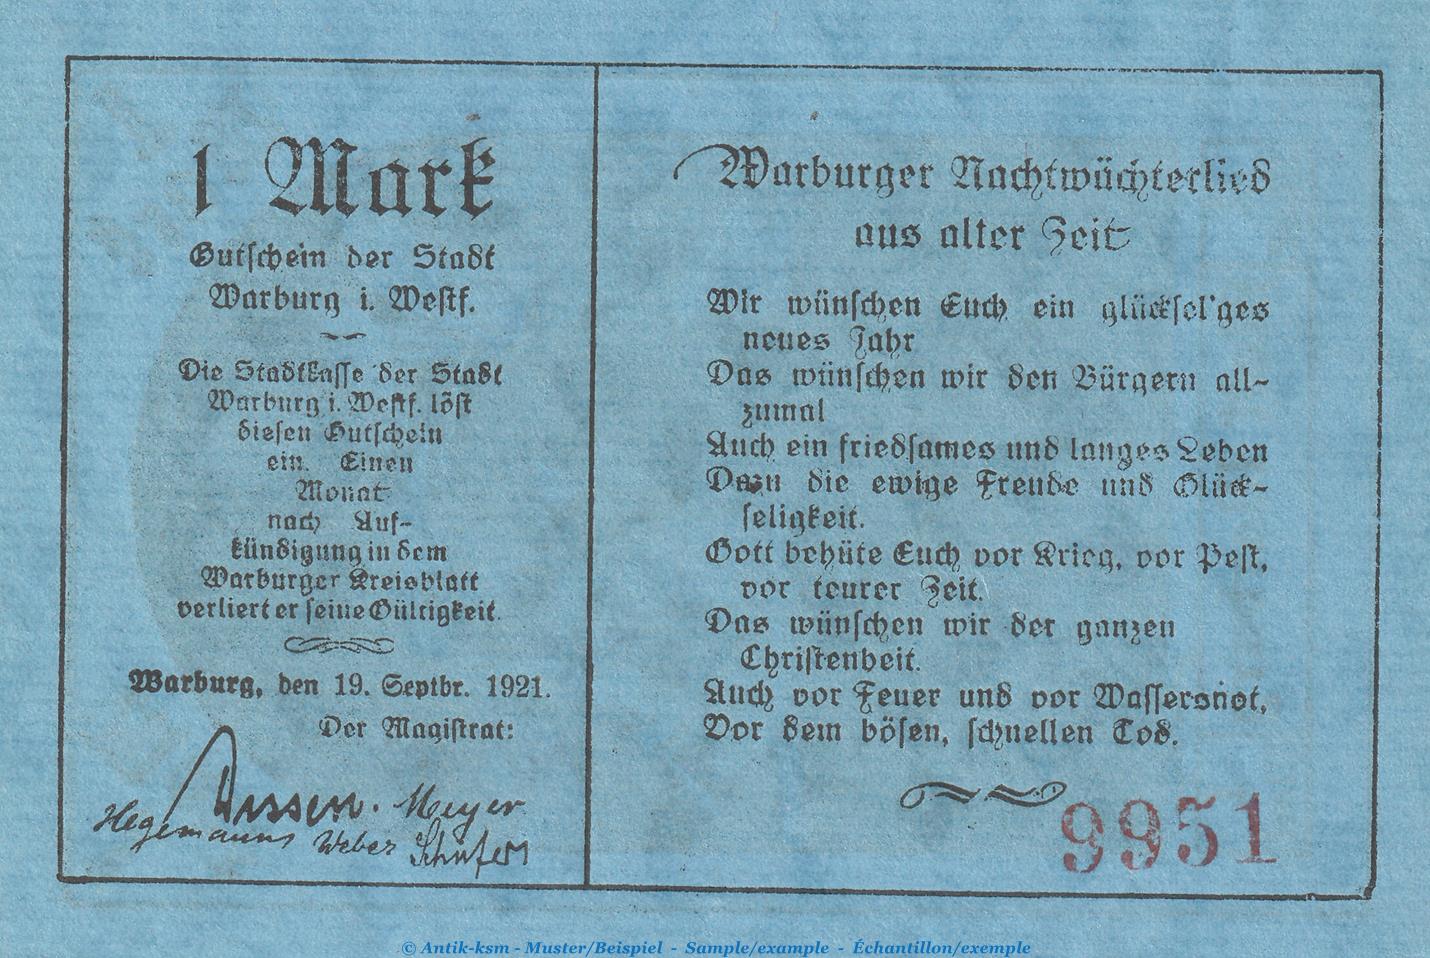 1 Mark
Gutschein der Stadt
Warburg i. Westf.
Die Stadtkasse der Stadt
Warburg i. Westf. löst
diesen Gutschein
ein. Einen
Monat
nach Auf-
kündigung in dem
Warburger Kreisblatt
verliert er seine Gültigkeit.
Warburg, den 19. Septbr. 1921.
Der Magistrat:
Meyer
Hegemanns Weber
Warburger Nachtwächterlied
aus alter Zeit
Wir wünschen Euch ein glücksel'ges
neues Jahr
Das wünschen wir den Bürgern all-
zumal
Auch ein friedsames und langes Leben
Dazu die ewige Freude und Glück-
seligkeit.
Gott behüte Euch vor Krieg, vor Pest,
vor teurer Zeit.
Das wünschen wir der ganzen
Christenheit.
Auch vor Feuer und vor Wassersnot,
Vor dem bösen, schnellen Tod.
9951
© Antik-ksm - Muster/Beispiel - Sample/example - Échantillon/exemple